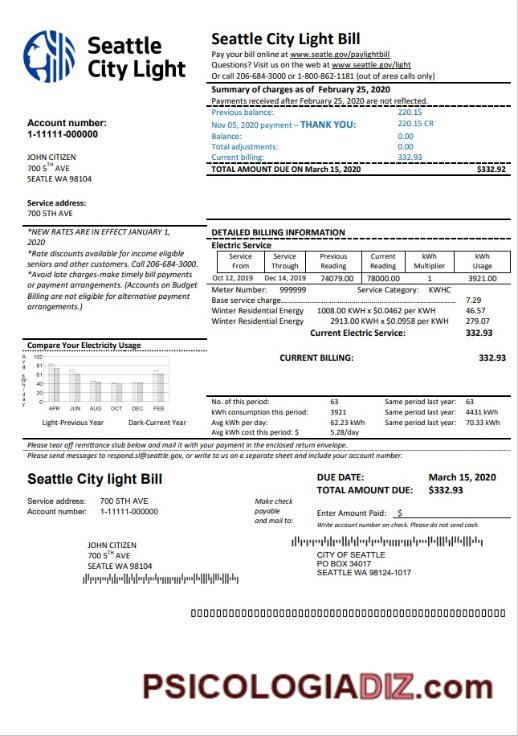 Seattle
City Light
Seattle City Light Bill
Pay your bill online at www.seatle.gov/paylightbill
Questions? Visit us on the web at www.seattle.gov/light
Or call 206-684-3000 or 1-800-862-1181 (out of area calls only)
Summary of charges as of February 25, 2020
Payments received after February 25, 2020 are not reflected.
Previous balance: 220.15
Nov 05, 2020 payment – THANK YOU: 220.15 CR
Balance: 0.00
Total adjustments: 0.00
Current billing: 332.93
TOTAL AMOUNT DUE ON March 15, 2020 $332.92
Account number:
1-11111-000000
JOHN CITIZEN
700 5TH AVE
SEATLE WA 98104
Service address:
700 5TH AVE
*NEW RATES ARE IN EFFECT JANUARY 1,
2020
*Rate discounts available for income eligible
seniors and other customers. Call 206-684-3000.
*Avoid late charges-make timely bill payments
or payment arrangements. (Accounts on Budget
Billing are not eligible for alternative payment
arrangements.)
DETAILED BILLING INFORMATION
Electric Service
Service From Service Through Previous Reading Current Reading kWh Multiplier kWh Usage
Oct 12, 2019 Dec 14, 2019 74079.00 78000.00 1 3921.00
Meter Number: 999999 Service Category: KWHC
Base service charge 7.29
Winter Residential Energy 1008.00 KWH x $0.0462 per KWH 46.57
Winter Residential Energy 2913.00 KWH x $0.0958 per KWH 279.07
Current Electric Service: 332.93
CURRENT BILLING: 332.93
Compare Your Electricity Usage
Avg kWh/day
102
81
61
40
20
0
APR JUN AUG OCT DEC FEB
Light-Previous Year Dark-Current Year
No. of this period: 63 Same period last year: 63
kWh consumption this period: 3921 Same period last year: 4431 kWh
Avg kWh per day: 62.23 kWh Same period last year: 70.33 kWh
Avg kWh cost this period: $ 5.28/day
Please tear off remittance stub below and mail it with your payment in the enclosed return envelope.
Please send messages to respond.sl@seattle.gov, or write to us on a separate sheet and include your account number.
Seattle City light Bill
Service address: 700 5TH AVE
Account number: 1-11111-000000
Make check
payable
and mail to:
DUE DATE: March 15, 2020
TOTAL AMOUNT DUE: $332.93
Enter Amount Paid: $
Write account number on check. Please do not send cash.
JOHN CITIZEN
700 5TH AVE
SEATLE WA 98104
CITY OF SEATTLE
PO BOX 34017
SEATTLE WA 98124-1017
PSICOLOGIADIZ.com